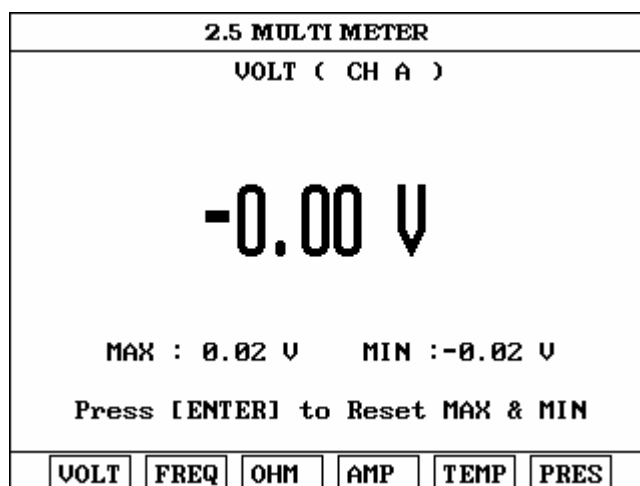 2.5 MULTI METER
VOLT ( CH A )
-0.00 V
MAX : 0.02 V MIN :-0.02 V
Press [ENTER] to Reset MAX & MIN
VOLT FREQ OHM AMP TEMP PRES